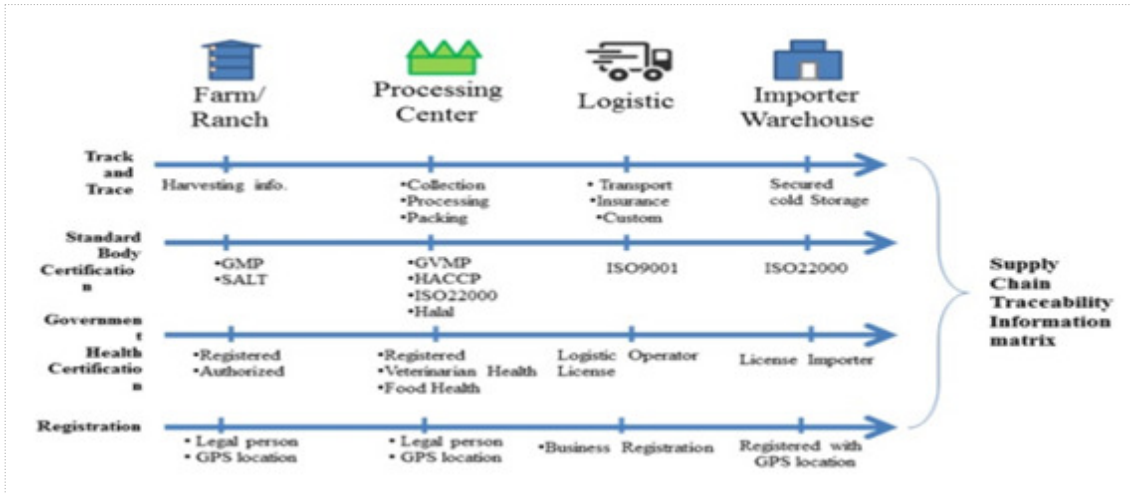 Farm/
Ranch
Processing
Center
Logistic
Importer
Warehouse
Track
and
Trace
Harvesting info.
•Collection
•Processing
•Packing
• Transport
•Insurance
•Custom
Secured
cold Storage
Standard
Body
Certificatio
n
•GMP
•SALT
•GVMP
•HACCP
•ISO22000
•Halal
ISO9001
ISO22000
Governmen
t
Health
Certificatio
n
•Registered
•Authorized
•Registered
•Veterinarian Health
•Food Health
Logistic Operator
License
License Importer
Registration
• Legal person
• GPS location
• Legal person
• GPS location
•Business Registration
Registered with
GPS location
Supply
Chain
Traceability
Information
matrix